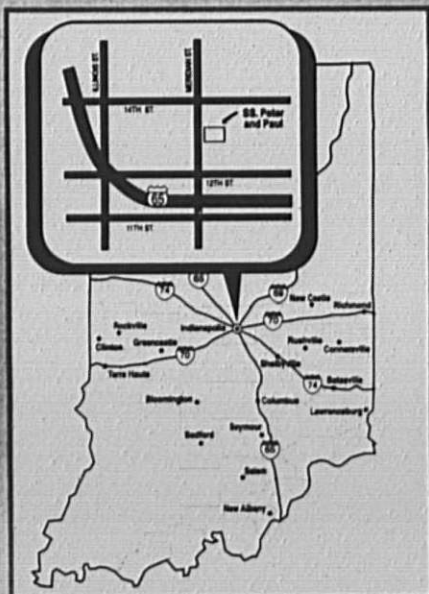 ILLINOIS ST.
MERIDIAN ST.
14TH ST.
SS. Peter
and Paul
12TH ST.
65
11TH ST.
65
74
69
New Castle
Richmond
70
Indianapolis
Rockville
Clinton
Greencastle
70
Rushville
Connersville
Shelbyville
Terre Haute
74
Batesville
Bloomington
Columbus
Lawrenceburg
Seymour
Bedford
65
Salem
New Albany